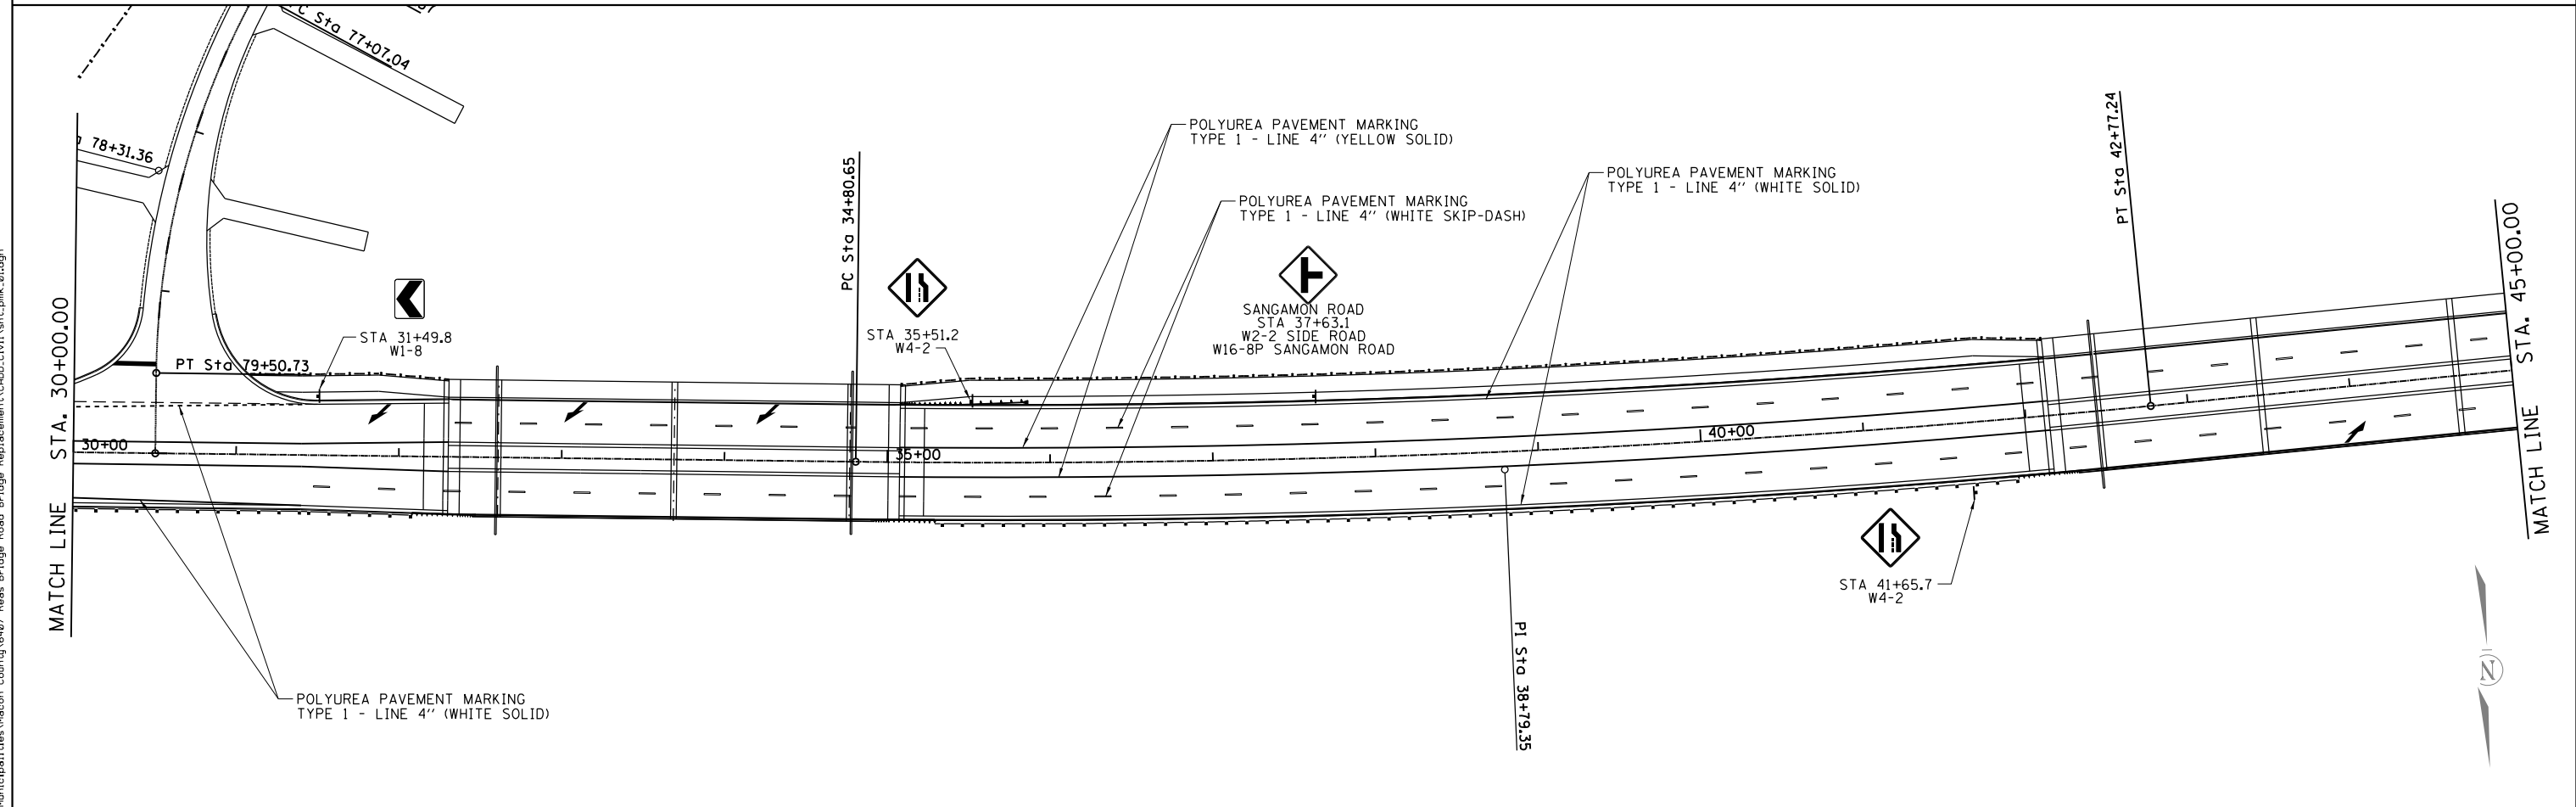 PC Sta 77+07.04
78+31.36
MATCH LINE STA. 30+00.00
PT Sta 79+50.73
30+00
STA 31+49.8
W1-8
PC Sta 34+80.65
STA 35+51.2
W4-2
35+00
POLYUREA PAVEMENT MARKING
TYPE 1 - LINE 4'' (YELLOW SOLID)
POLYUREA PAVEMENT MARKING
TYPE 1 - LINE 4'' (WHITE SKIP-DASH)
SANGAMON ROAD
STA 37+63.1
W2-2 SIDE ROAD
W16-8P SANGAMON ROAD
POLYUREA PAVEMENT MARKING
TYPE 1 - LINE 4'' (WHITE SOLID)
40+00
PT Sta 42+77.24
MATCH LINE STA. 45+00.00
STA 41+65.7
W4-2
PI Sta 38+79.35
POLYUREA PAVEMENT MARKING
TYPE 1 - LINE 4'' (WHITE SOLID)
N